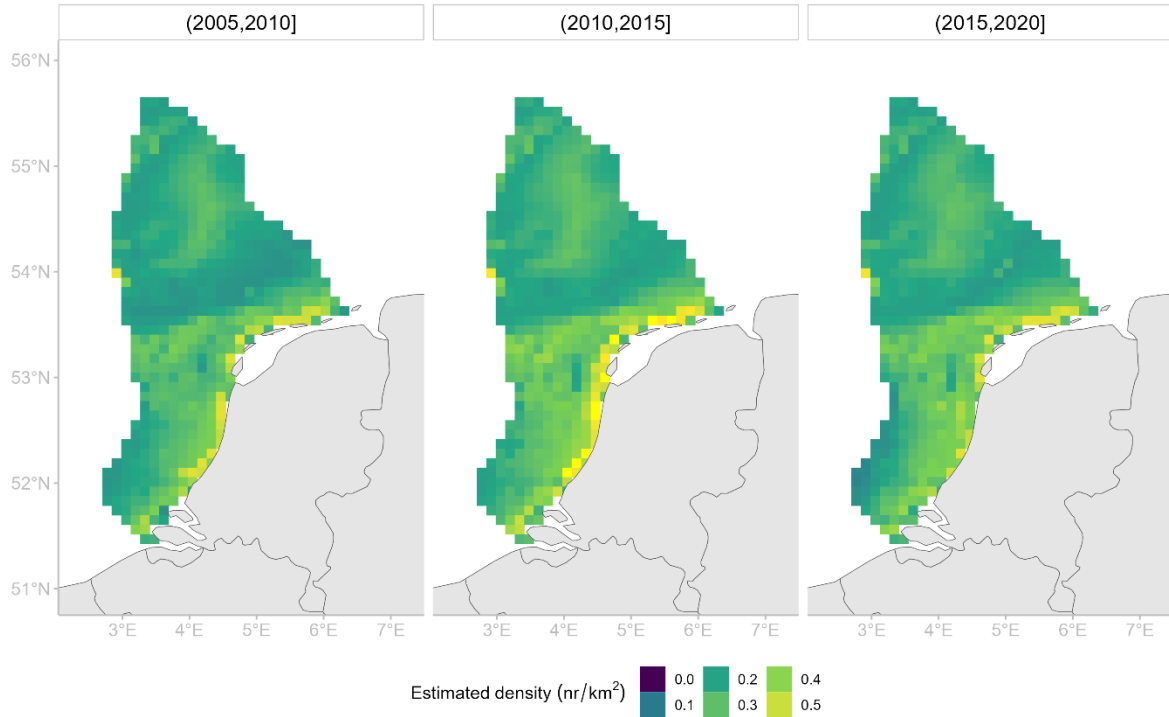 (2005,2010] (2010,2015] (2015,2020]
56°N
55°N
54°N
53°N
52°N
51°N
3°E 4°E 5°E 6°E 7°E 3°E 4°E 5°E 6°E 7°E 3°E 4°E 5°E 6°E 7°E
Estimated density (nr/km²) 0.0 0.2 0.4
0.1 0.3 0.5